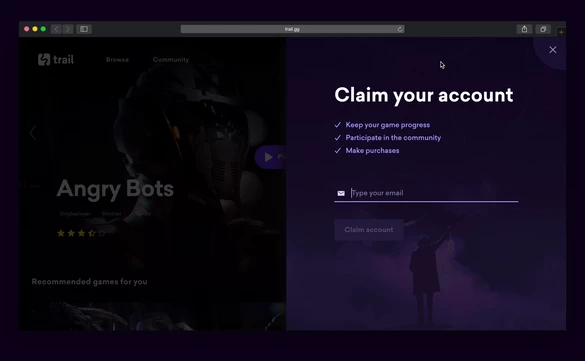 trail.gg
trail
Browse
Community
Claim your account
Keep your game progress
Participate in the community
Make purchases
Type your email
Claim account
Angry Bots
Recommended games for you